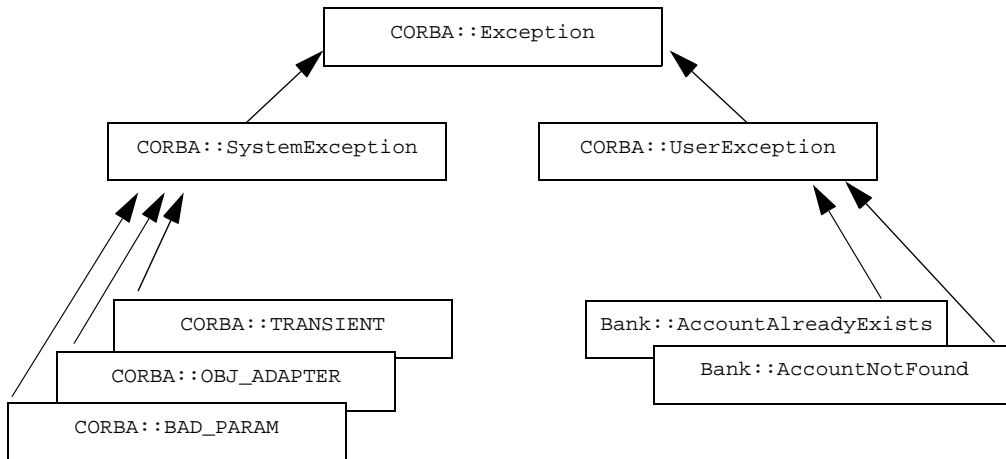 CORBA::Exception
CORBA::SystemException
CORBA::UserException
CORBA::TRANSIENT
Bank::AccountAlreadyExists
CORBA::OBJ_ADAPTER
Bank::AccountNotFound
CORBA::BAD_PARAM